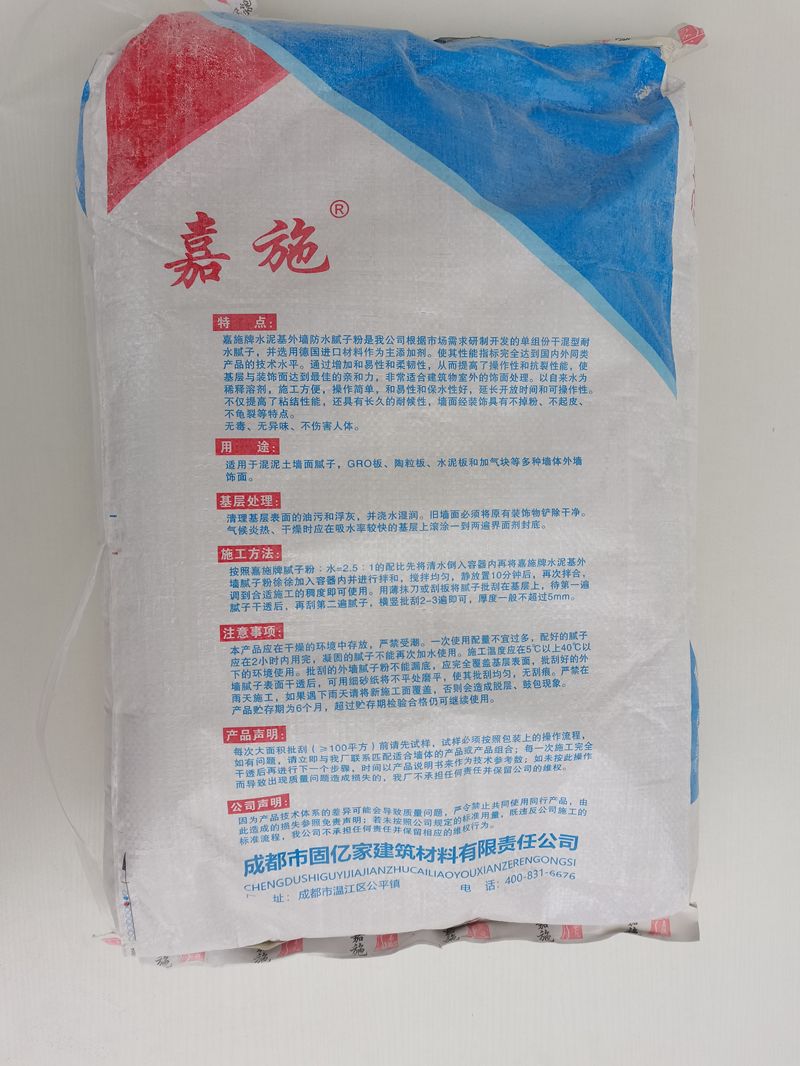 嘉施®
特 点：
嘉施牌水泥基外墙防水腻子粉是我公司根据市场需求研制开发的单组份干混型耐
水腻子，并选用德国进口材料作为主添加剂。使其性能指标完全达到国内外同类
产品的技术水平。通过增加和易性和柔韧性，从而提高了操作性和抗裂性能，使
基层与装饰面达到最佳的亲和力，非常适合建筑物室外的饰面处理。以自来水为
稀释溶剂，施工方便，操作简单，和易性和保水性好，延长开放时间和可操作性。
不仅提高了粘结性能，还具有长久的耐候性，墙面经装饰具有不掉粉、不起皮、
不龟裂等特点。
无毒、无异味、不伤害人体。
用 途：
适用于混泥土墙面腻子，GRO板、陶粒板、水泥板和加气块等多种墙体外墙
饰面。
基层处理：
清理基层表面的油污和浮灰，并浇水湿润。旧墙面必须将原有装饰物铲除干净。
气候炎热、干燥时应在吸水率较快的基层上滚涂一到两遍界面剂封底。
施工方法：
按照嘉施牌腻子粉：水=2.5：1的配比先将清水倒入容器内再将嘉施牌水泥基外
墙腻子粉徐徐加入容器内并进行拌和，搅拌均匀，静放置10分钟后，再次拌合，
调到合适施工的稠度即可使用。用薄抹刀或刮板将腻子批刮在基层上，待第一遍
腻子干透后，再刮第二遍腻子，横竖批刮2-3遍即可，厚度一般不超过5mm。
注意事项：
本产品应在干燥的环境中存放，严禁受潮。一次使用配量不宜过多，配好的腻子
应在2小时内用完，凝固的腻子不能再次加水使用。施工温度应在5℃以上40℃以
下的环境使用。批刮的外墙腻子粉不能漏底，应完全覆盖基层表面，批刮好的外
墙腻子表面干透后，可用细砂纸将不平处磨平，使其批刮均匀，无刮痕。严禁在
雨天施工，如果遇下雨天请将新施工面覆盖，否则会造成脱层、鼓包现象。
产品贮存期为6个月，超过贮存期检验合格仍可继续使用。
产品声明：
每次大面积批刮（≥100平方）前请先试样，试样必须按照包装上的操作流程，
如有问题，请立即与我厂联系匹配适合墙体的产品或产品组合；每一次施工完全
干透后再进行下一个步骤，时间以产品说明书来作为技术参考数；如未按此操作
而导致出现质量问题造成损失的，我厂不承担任何责任并保留公司的维权。
公司声明：
因为产品技术体系的差异可能会导致质量问题，严令禁止共同使用同行产品，由
此造成的损失参照免责声明；若未按照公司规定的标准用量，既违反公司施工的
标准流程，我公司不承担任何责任并保留相应的维权行为。
成都市固亿家建筑材料有限责任公司
CHENGDUSHIGUYIJIAJIANZHUCAILIAOYOUXIANZERENGONGSI
厂 址：成都市温江区公平镇 电 话：400-831-6676
嘉施